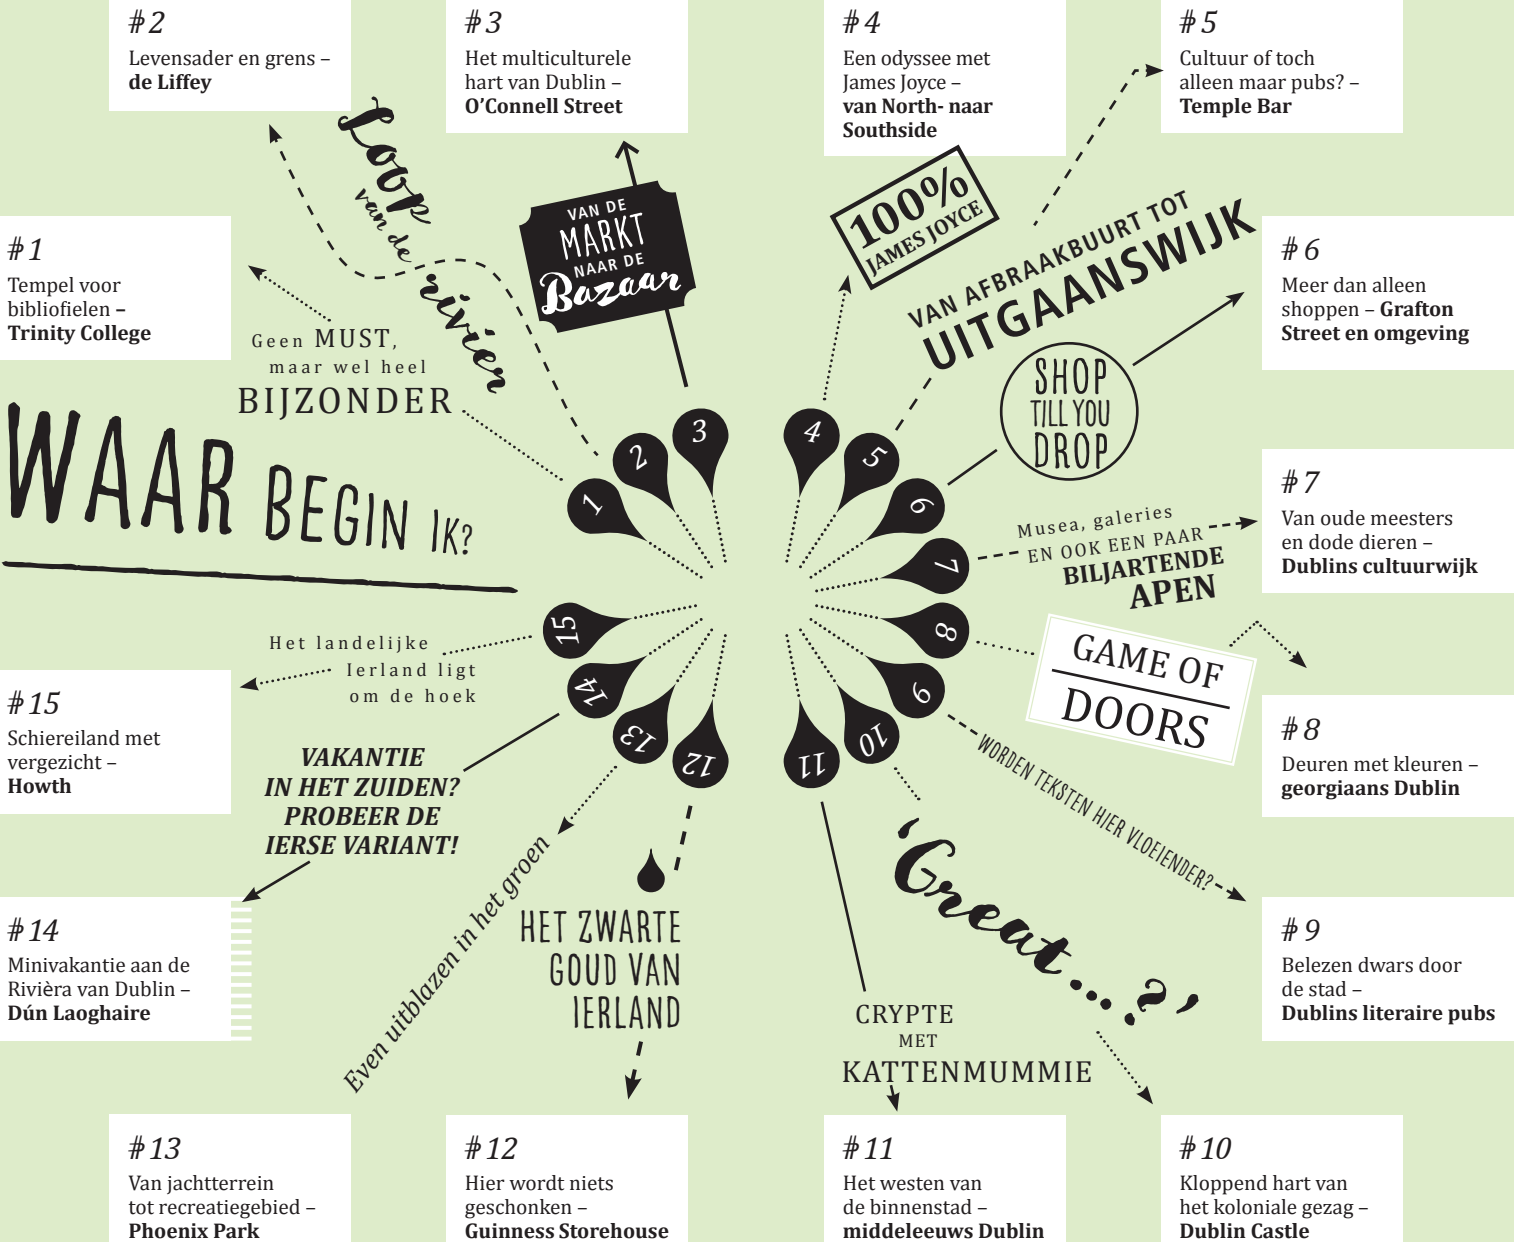 #2
Levensader en grens –
de Liffey
#3
Het multiculturele
hart van Dublin –
O'Connell Street
#4
Een odyssee met
James Joyce –
van North- naar
Southside
#5
Cultuur of toch
alleen maar pubs? –
Temple Bar
#1
Tempel voor
bibliofielen –
Trinity College
Loop
van de
rivier
VAN DE
MARKT
NAAR DE
Bazaar
100%
JAMES JOYCE
VAN AFBRAAKBUURT TOT
UITGAANSWIJK
#6
Meer dan alleen
shoppen – Grafton
Street en omgeving
Geen MUST,
maar wel heel
BIJZONDER
SHOP
TILL YOU
DROP
WAAR BEGIN IK?
1
2
3
4
5
6
7
8
9
10
11
12
13
14
15
Musea, galeries
EN OOK EEN PAAR
BILJARTENDE
APEN
#7
Van oude meesters
en dode dieren –
Dublins cultuurwijk
Het landelijke
Ierland ligt
om de hoek
GAME OF
DOORS
#15
Schiereiland met
vergezicht –
Howth
#8
Deuren met kleuren –
georgiaans Dublin
VAKANTIE
IN HET ZUIDEN?
PROBEER DE
IERSE VARIANT!
WORDEN TEKSTEN HIER VLOEIENDER?
Even uitblazen in het groen
HET ZWARTE
GOUD VAN
IERLAND
'Great...?'
#14
Minivakantie aan de
Rivièra van Dublin –
Dún Laoghaire
#9
Belezen dwars door
de stad –
Dublins literaire pubs
CRYPTE
MET
KATTENMUMMIE
#13
Van jachtterrein
tot recreatiegebied –
Phoenix Park
#12
Hier wordt niets
geschonken –
Guinness Storehouse
#11
Het westen van
de binnenstad –
middeleeuws Dublin
#10
Kloppend hart van
het koloniale gezag –
Dublin Castle